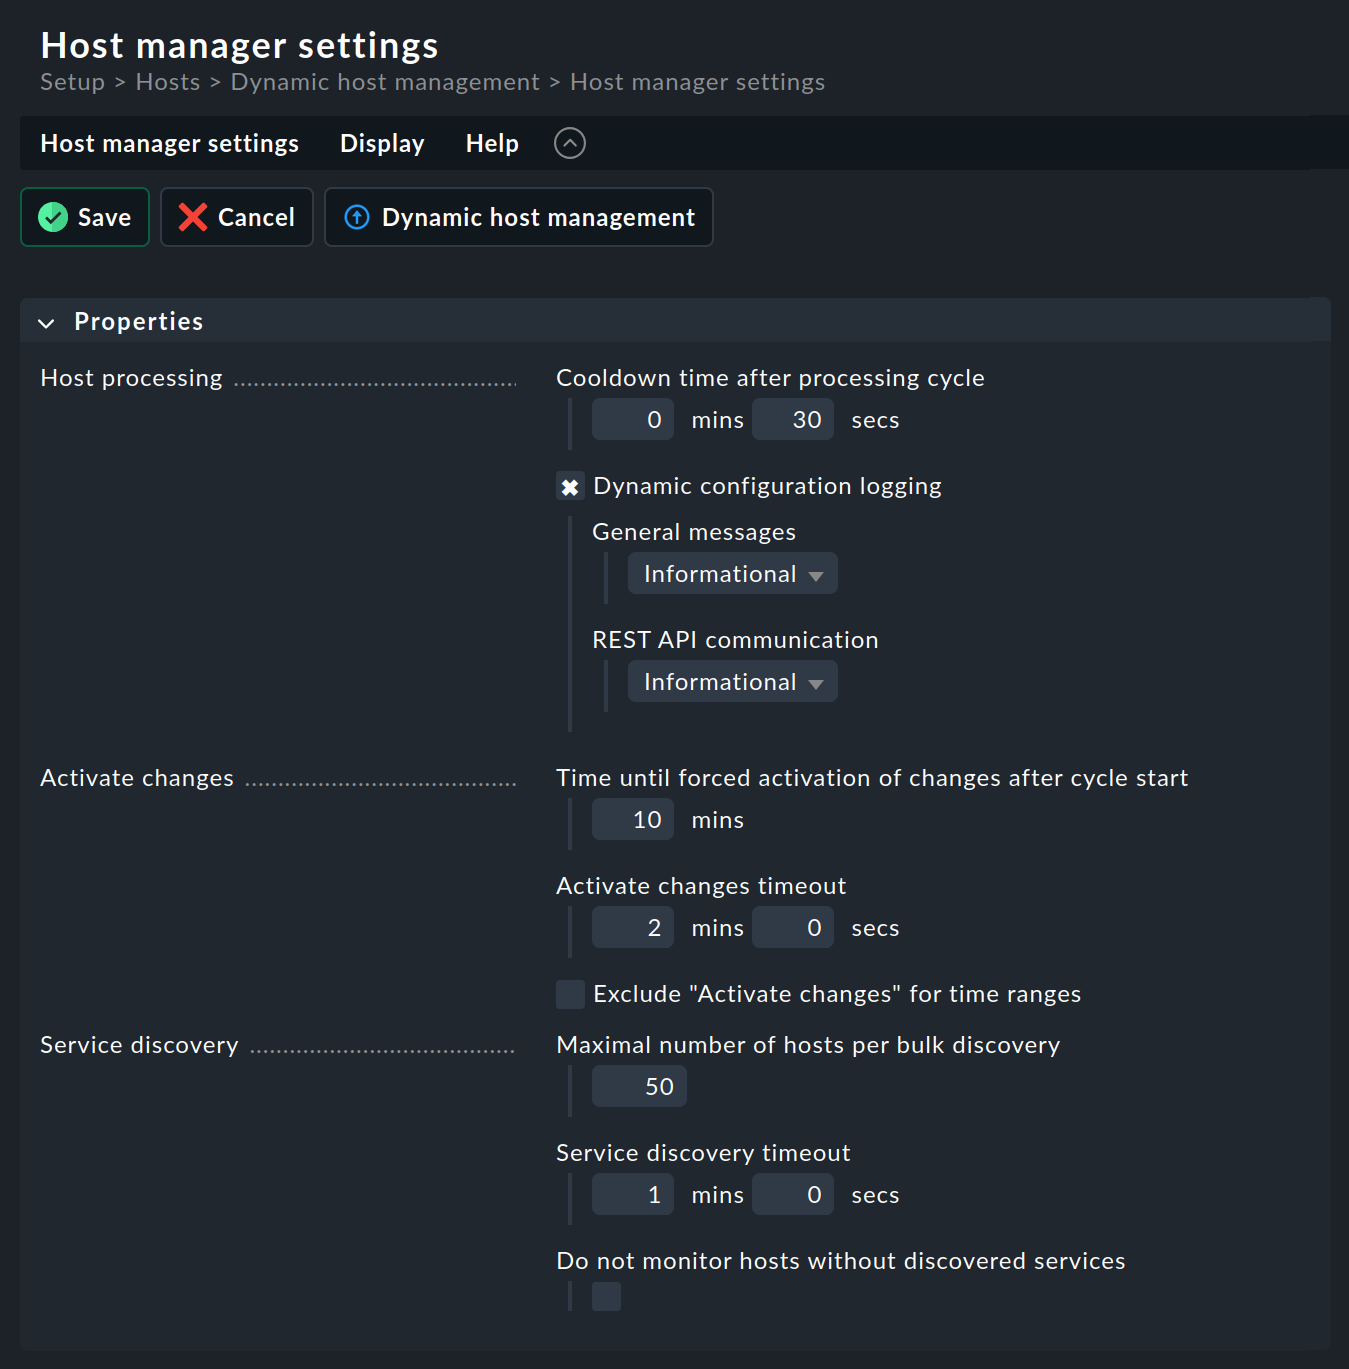 Host manager settings
Setup > Hosts > Dynamic host management > Host manager settings
Host manager settings Display Help
Save Cancel Dynamic host management
Properties
Host processing
Cooldown time after processing cycle
0 mins 30 secs
Dynamic configuration logging
General messages
Informational
REST API communication
Informational
Activate changes
Time until forced activation of changes after cycle start
10 mins
Activate changes timeout
2 mins 0 secs
Exclude "Activate changes" for time ranges
Service discovery
Maximal number of hosts per bulk discovery
50
Service discovery timeout
1 mins 0 secs
Do not monitor hosts without discovered services